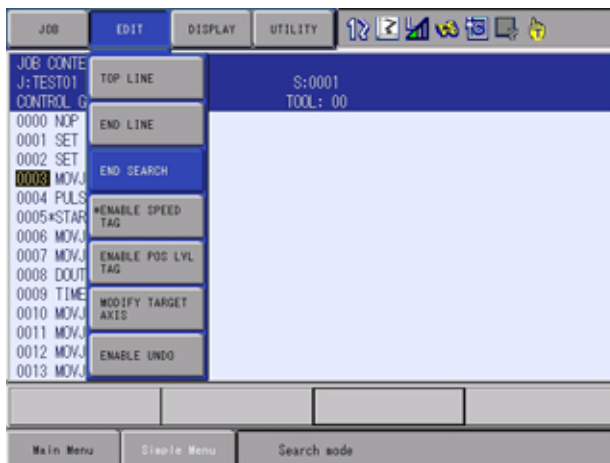 JOB EDIT DISPLAY UTILITY
JOB CONTE
J:TEST01 S:0001
CONTROL G TOOL: 00
0000 NOP
0001 SET
0002 SET
0003 MOVJ
0004 PULS
0005*STAR
0006 MOVJ
0007 MOVJ
0008 DOUT
0009 TIME
0010 MOVJ
0011 MOVJ
0012 MOVJ
0013 MOVJ
TOP LINE
END LINE
END SEARCH
*ENABLE SPEED
TAG
ENABLE POS LVL
TAG
MODIFY TARGET
AXIS
ENABLE UNDO
Main Menu Simple Menu Search mode